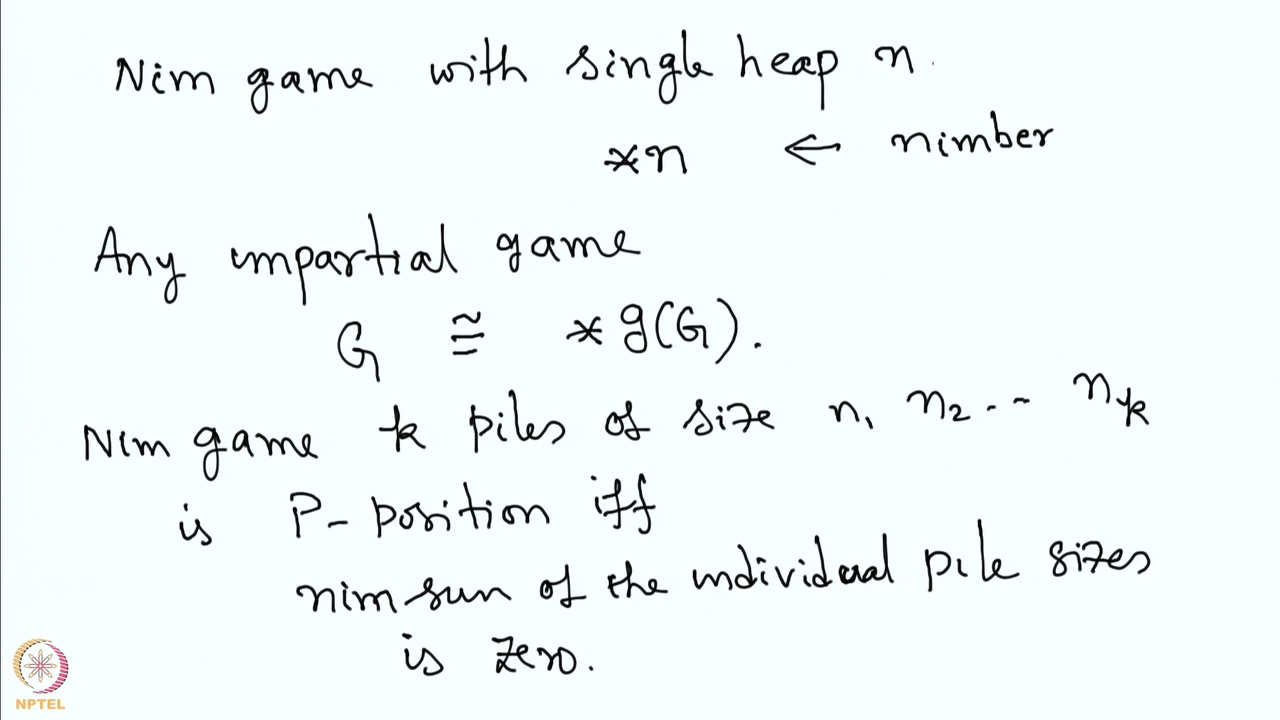 Nim game with single heap n.
*n ← nimber
Any impartial game
G ≅ *g(G).
Nim game k piles of size n₁ n₂ ... nₖ
is P-position iff
nim sum of the individual pile sizes
is zero.
NPTEL